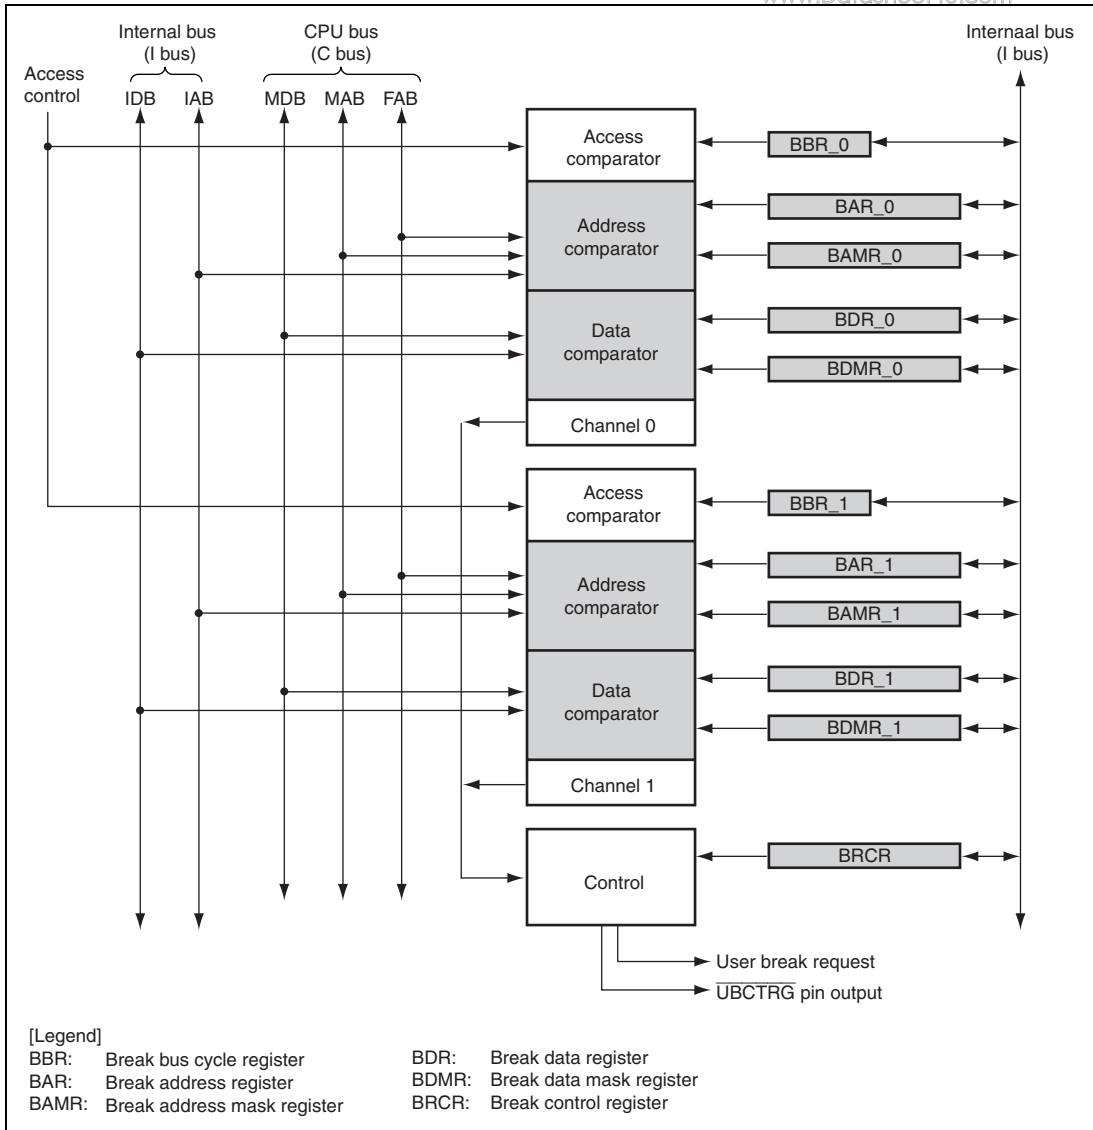 Internal bus
(I bus)
CPU bus
(C bus)
Internaal bus
(I bus)
Access
control
IDB IAB MDB MAB FAB
Access
comparator
BBR_0
Address
comparator
BAR_0
BAMR_0
Data
comparator
BDR_0
BDMR_0
Channel 0
Access
comparator
BBR_1
Address
comparator
BAR_1
BAMR_1
Data
comparator
BDR_1
BDMR_1
Channel 1
Control
BRCR
User break request
UBCTRG pin output
[Legend]
BBR: Break bus cycle register
BAR: Break address register
BAMR: Break address mask register
BDR: Break data register
BDMR: Break data mask register
BRCR: Break control register